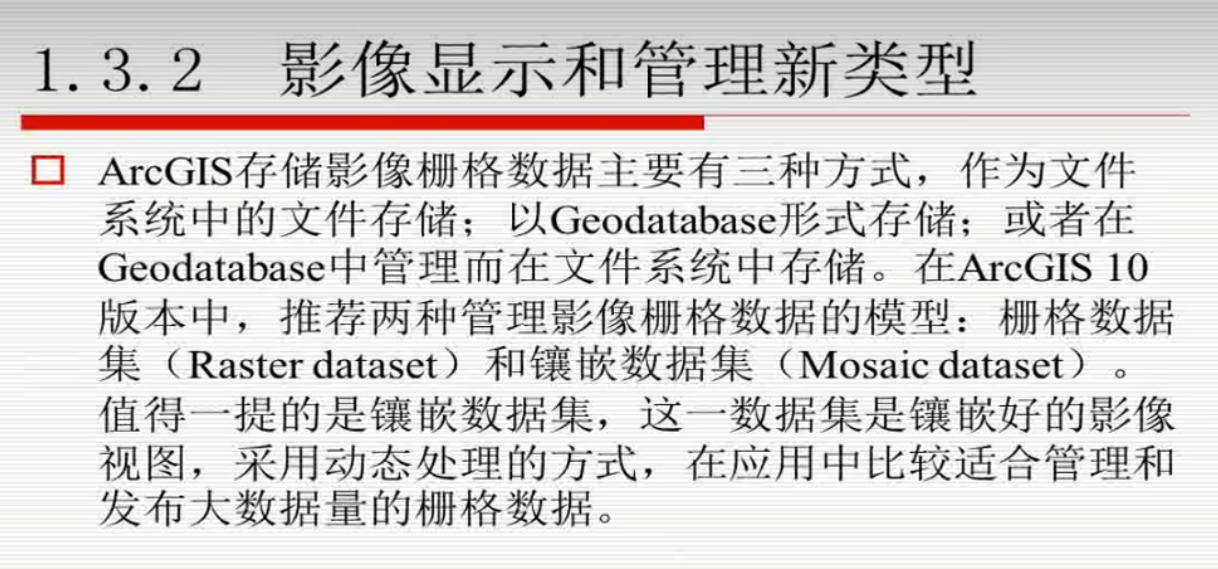 1.3.2 影像显示和管理新类型
ArcGIS存储影像栅格数据主要有三种方式，作为文件
系统中的文件存储；以Geodatabase形式存储；或者在
Geodatabase中管理而在文件系统中存储。在ArcGIS 10
版本中，推荐两种管理影像栅格数据的模型：栅格数据
集（Raster dataset）和镶嵌数据集（Mosaic dataset）。
值得一提的是镶嵌数据集，这一数据集是镶嵌好的影像
视图，采用动态处理的方式，在应用中比较适合管理和
发布大数据量的栅格数据。